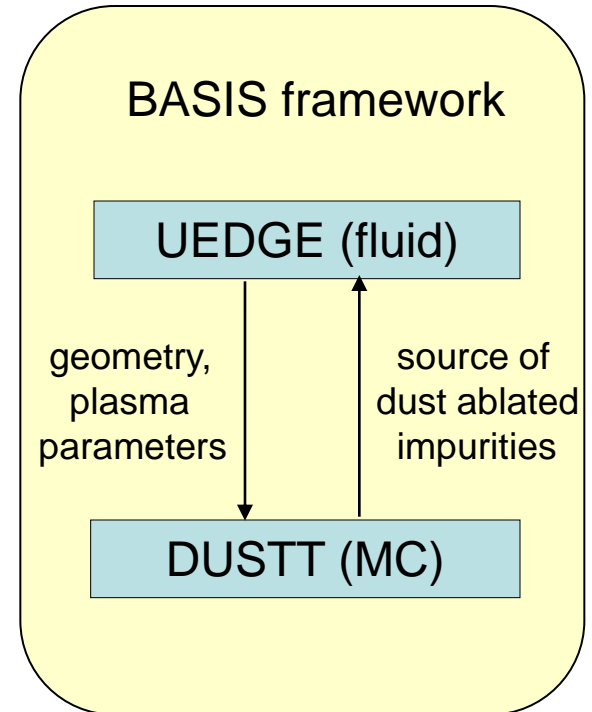 BASIS framework
UEDGE (fluid)
geometry,
plasma
parameters
source of
dust ablated
impurities
DUSTT (MC)